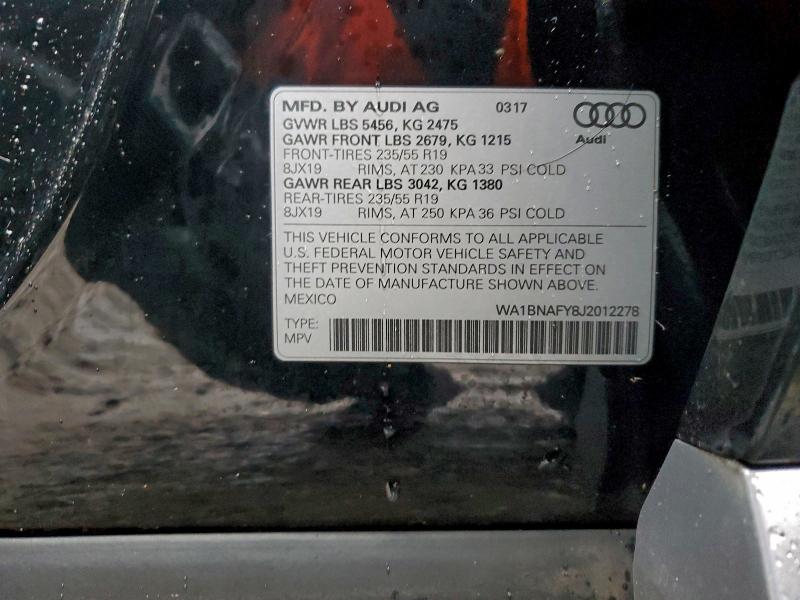 MFD. BY AUDI AG 0317
GVWR LBS 5456, KG 2475
GAWR FRONT LBS 2679, KG 1215
FRONT-TIRES 235/55 R19
8JX19 RIMS, AT 230 KPA 33 PSI COLD
GAWR REAR LBS 3042, KG 1380
REAR-TIRES 235/55 R19
8JX19 RIMS, AT 250 KPA 36 PSI COLD
Audi
THIS VEHICLE CONFORMS TO ALL APPLICABLE
U.S. FEDERAL MOTOR VEHICLE SAFETY AND
THEFT PREVENTION STANDARDS IN EFFECT ON
THE DATE OF MANUFACTURE SHOWN ABOVE.
MEXICO
WA1BNAFY8J2012278
TYPE:
MPV